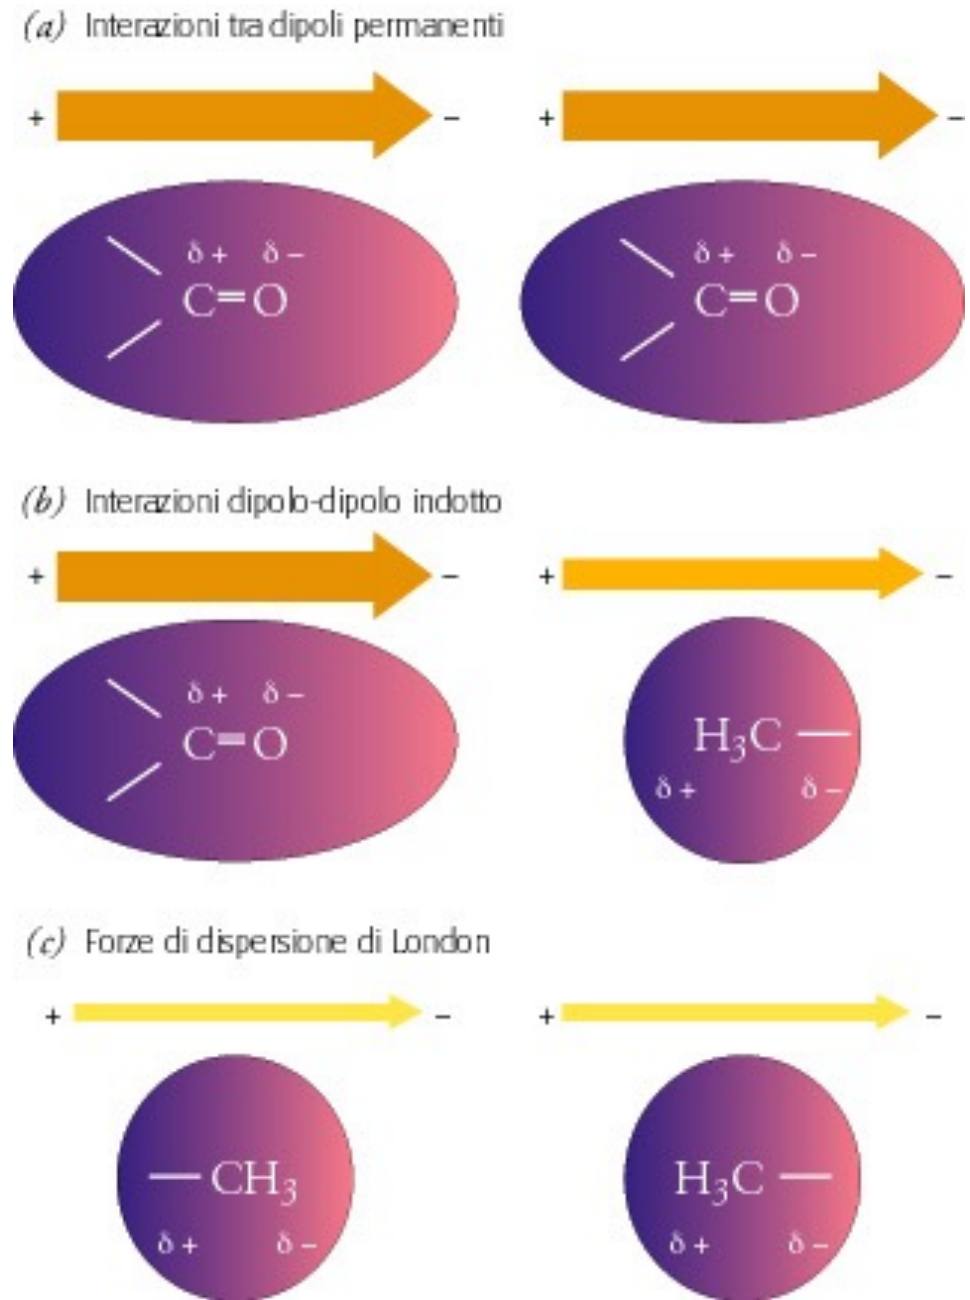 (a) Interazioni tra dipoli permanenti
+ − + −
δ + δ − δ + δ −
C=O C=O
(b) Interazioni dipolo-dipolo indotto
+ − + −
δ + δ −
C=O H₃C —
δ + δ −
(c) Forze di dispersione di London
+ − + −
— CH₃ H₃C —
δ + δ − δ + δ −